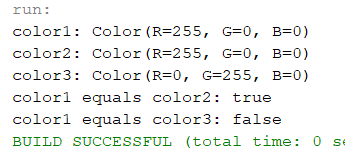 run:
color1: Color(R=255, G=0, B=0)
color2: Color(R=255, G=0, B=0)
color3: Color(R=0, G=255, B=0)
color1 equals color2: true
color1 equals color3: false
BUILD SUCCESSFUL (total time: 0 se